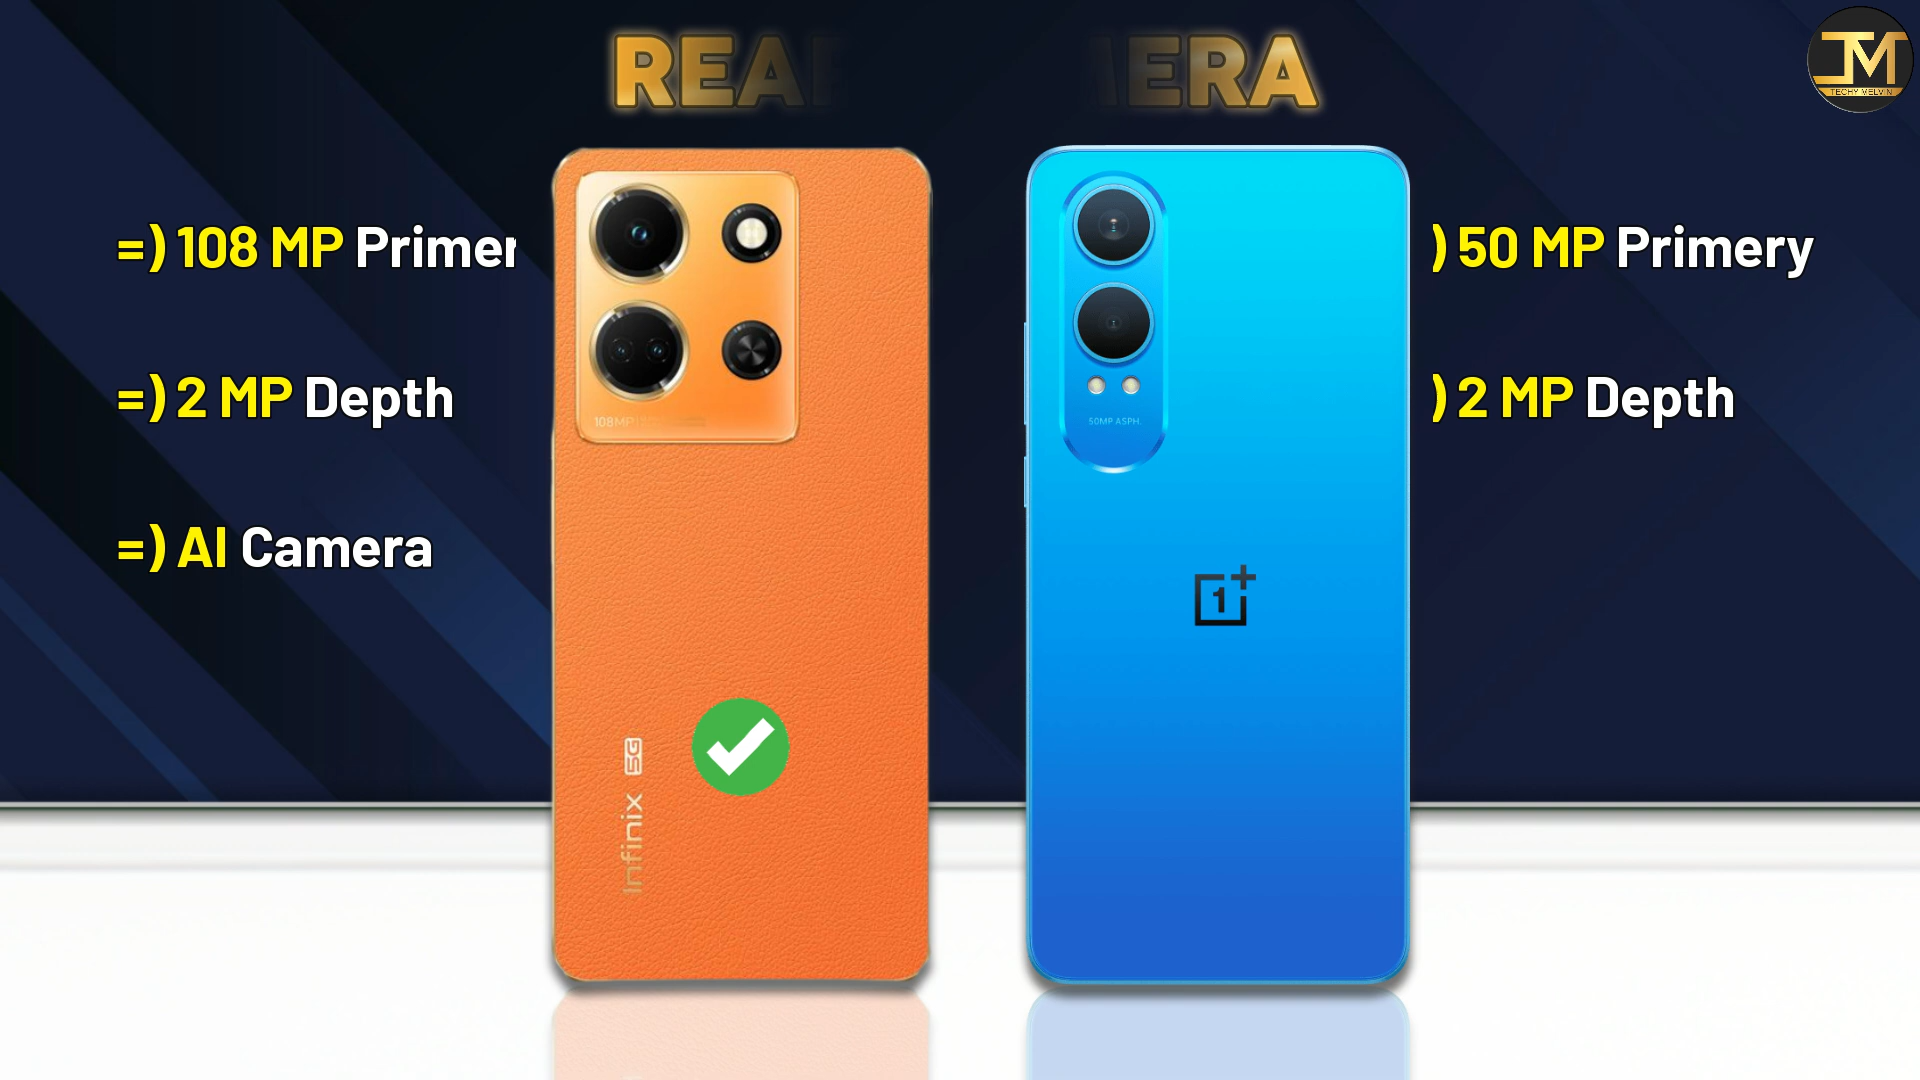 REA ERA
TECHY MELVIN
=) 108 MP Primer
=) 2 MP Depth
=) AI Camera
) 50 MP Primery
) 2 MP Depth
108MP
50MP ASPH.
1+
Infinix 5G